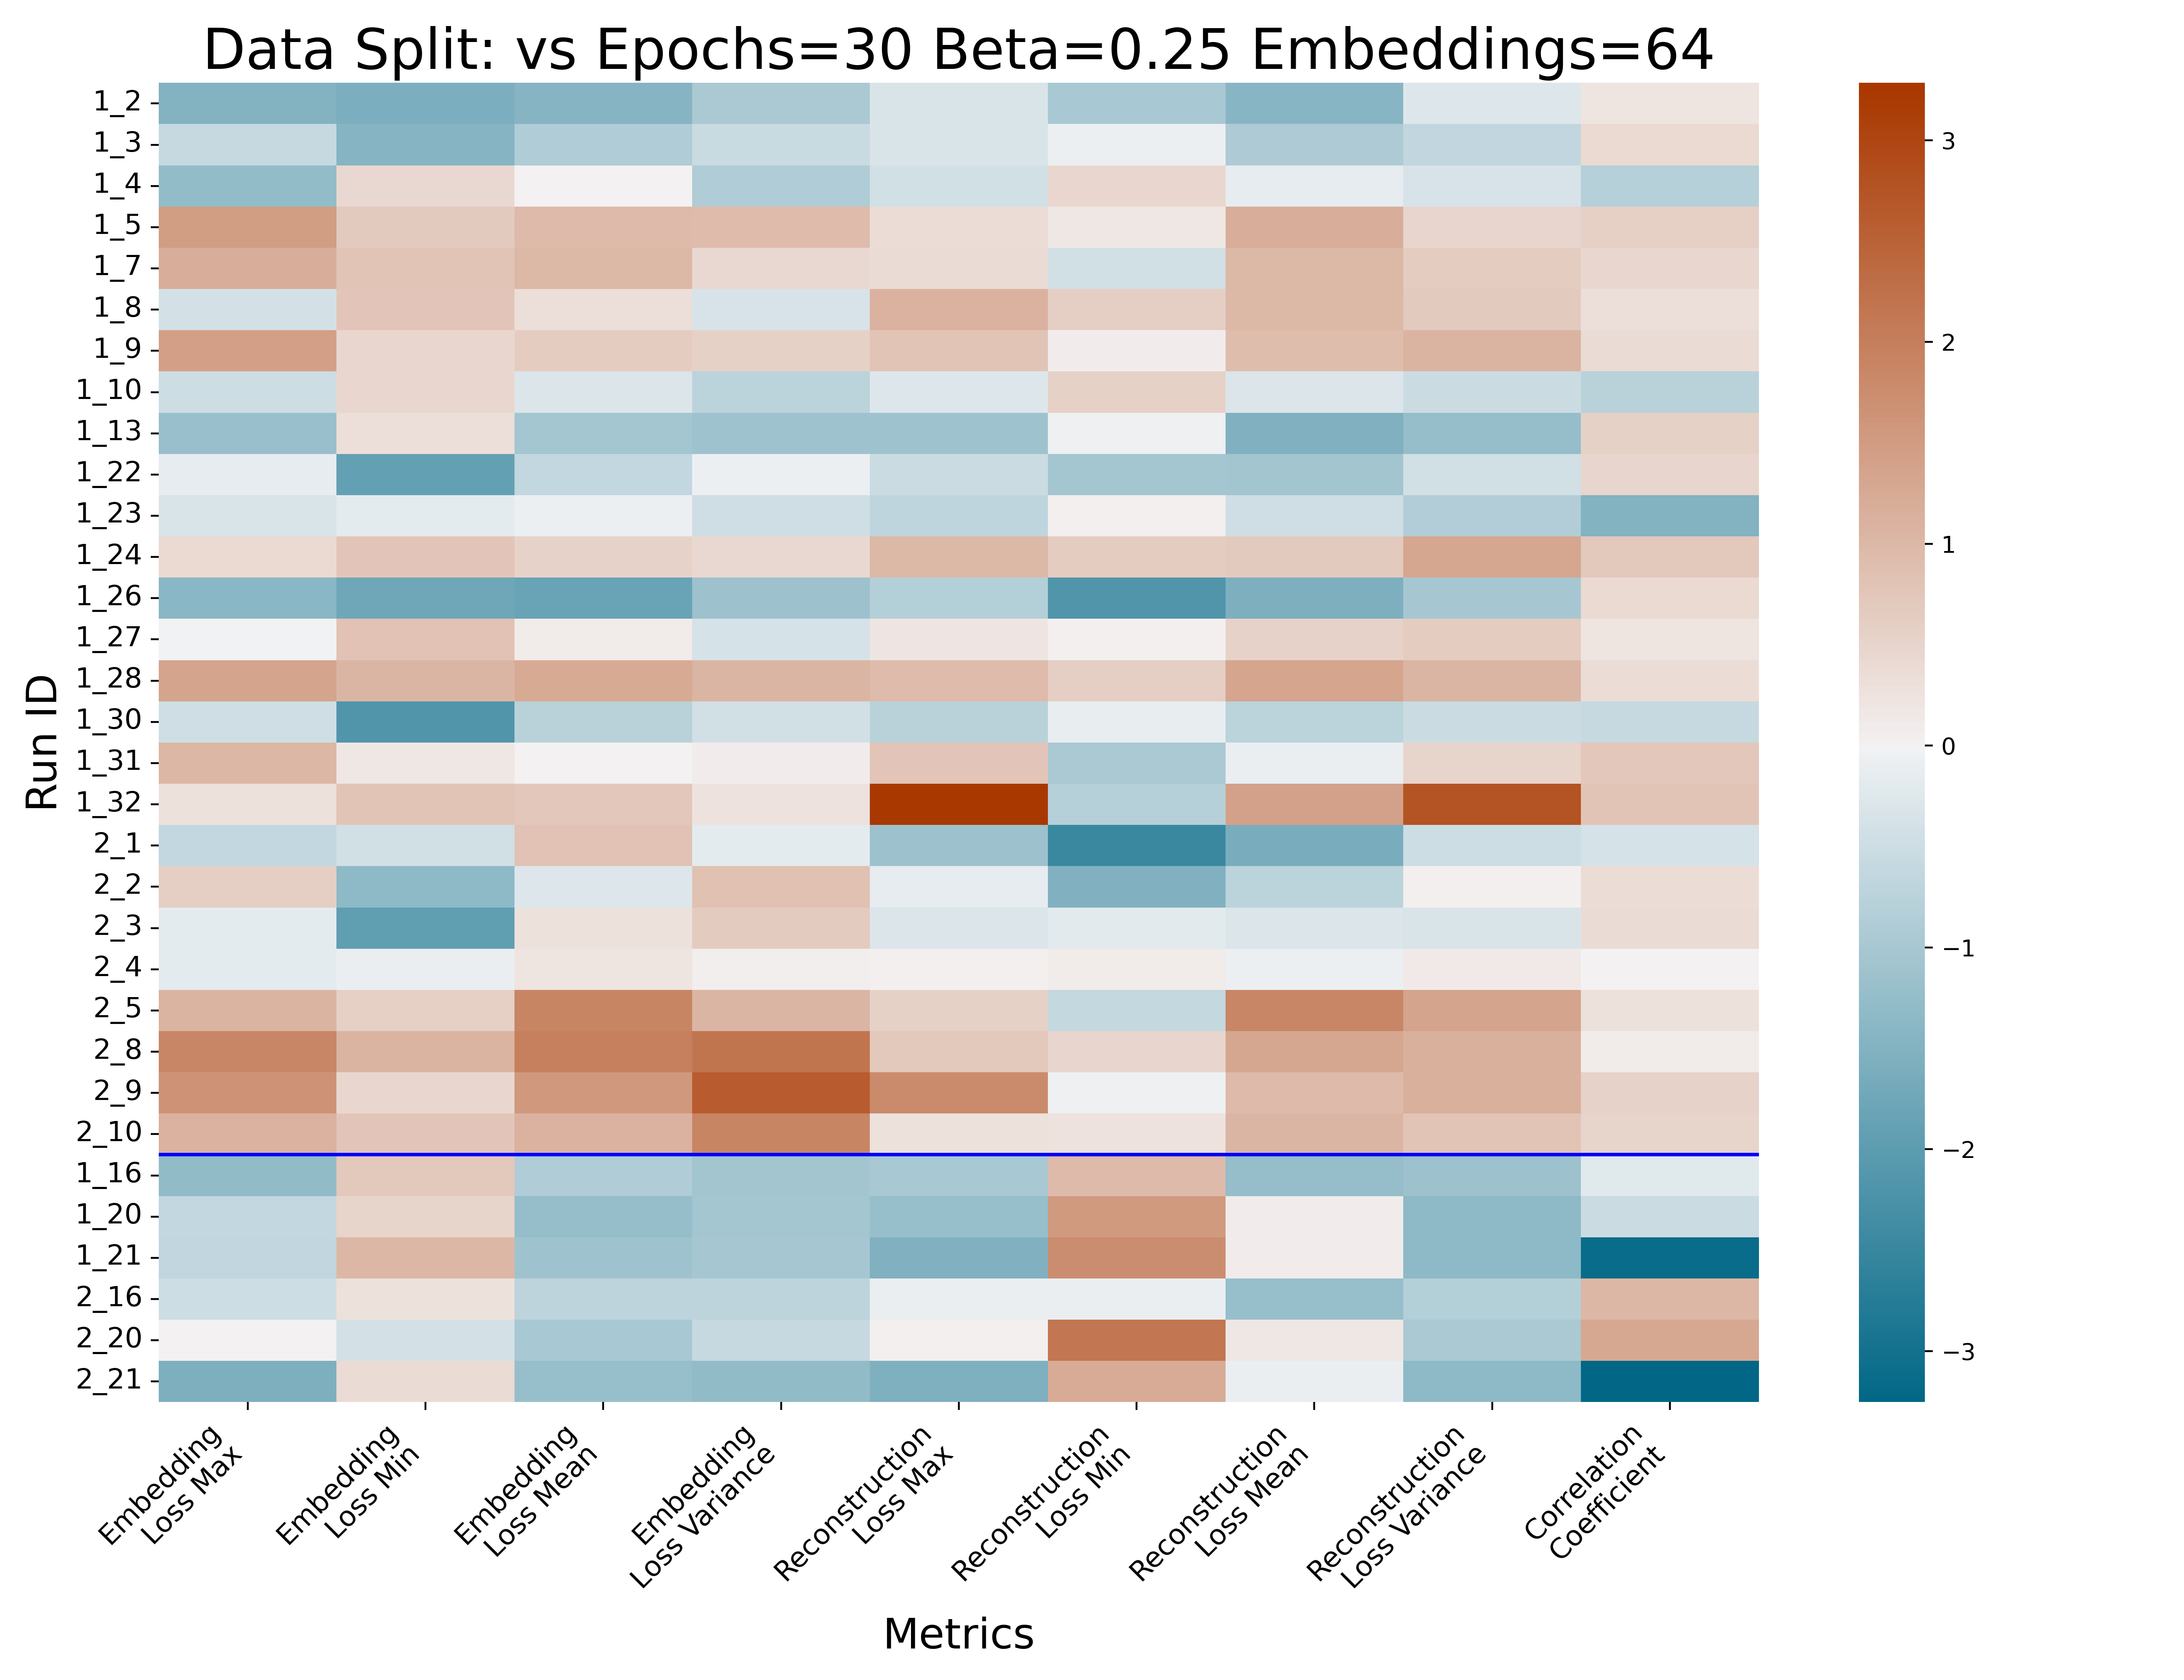 Data Split: vs Epochs=30 Beta=0.25 Embeddings=64
Run ID
1_2
1_3
1_4
1_5
1_7
1_8
1_9
1_10
1_13
1_22
1_23
1_24
1_26
1_27
1_28
1_30
1_31
1_32
2_1
2_2
2_3
2_4
2_5
2_8
2_9
2_10
1_16
1_20
1_21
2_16
2_20
2_21
Embedding
Loss Max
Embedding
Loss Min
Embedding
Loss Mean
Embedding
Loss Variance
Reconstruction
Loss Max
Reconstruction
Loss Min
Reconstruction
Loss Mean
Reconstruction
Loss Variance
Correlation
Coefficient
Metrics
3
2
1
0
−1
−2
−3